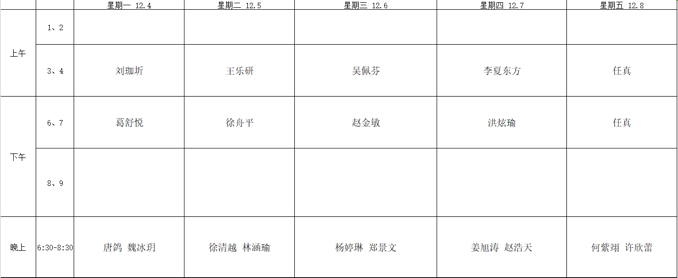 星期一 12.4 星期二 12.5 星期三 12.6 星期四 12.7 星期五 12.8
上午 1、2
3、4 刘珈圻 王乐研 吴佩芬 李夏东方 任真
下午 6、7 葛舒悦 徐舟平 赵金敏 洪炫瑜 任真
8、9
晚上 6:30-8:30 唐鸽 魏冰玥 徐清越 林涵瑜 杨婷琳 郑景文 姜旭涛 赵浩天 何紫翊 许欣蕾